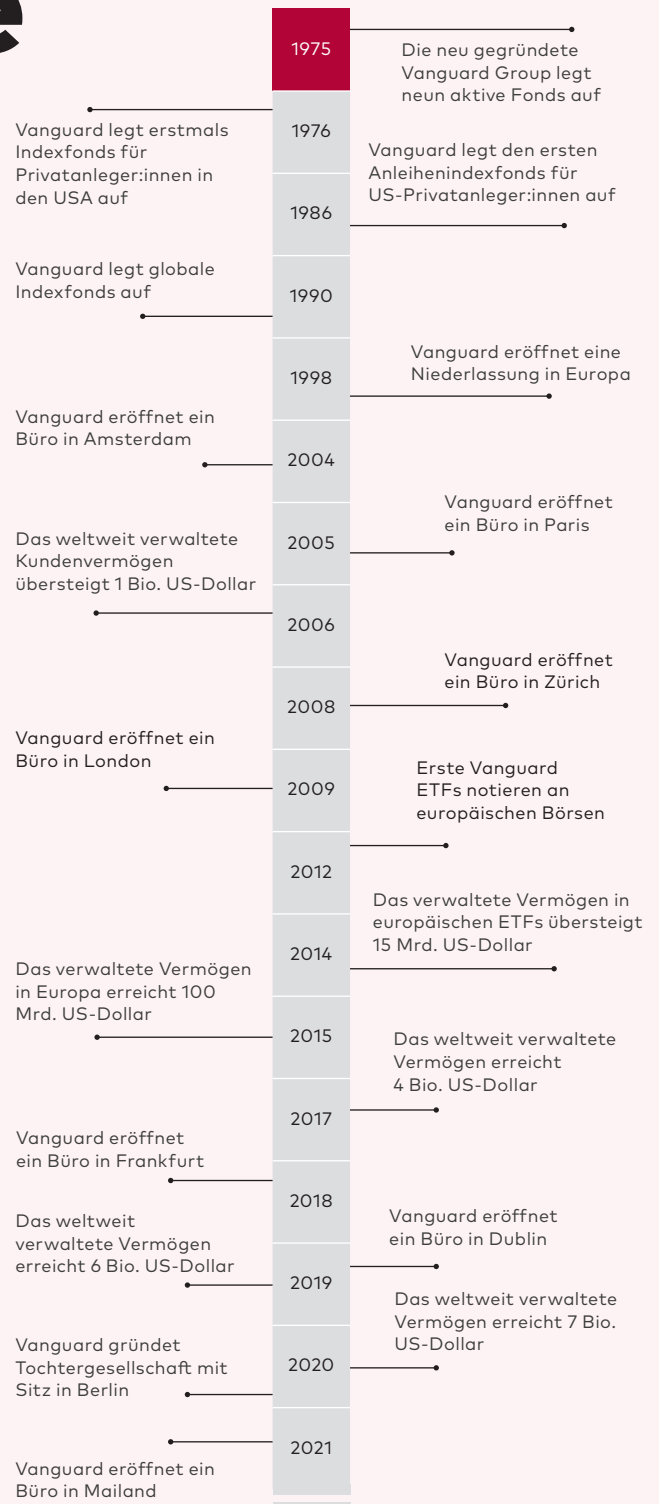 e
1975
Die neu gegründete
Vanguard Group legt
neun aktive Fonds auf
Vanguard legt erstmals
Indexfonds für
Privatanleger:innen in
den USA auf
1976
Vanguard legt den ersten
Anleihenindexfonds für
US-Privatanleger:innen auf
1986
Vanguard legt globale
Indexfonds auf
1990
Vanguard eröffnet eine
Niederlassung in Europa
1998
Vanguard eröffnet ein
Büro in Amsterdam
2004
Vanguard eröffnet
ein Büro in Paris
2005
Das weltweit verwaltete
Kundenvermögen
übersteigt 1 Bio. US-Dollar
2006
Vanguard eröffnet
ein Büro in Zürich
2008
Vanguard eröffnet ein
Büro in London
2009
Erste Vanguard
ETFs notieren an
europäischen Börsen
2012
Das verwaltete Vermögen in
europäischen ETFs übersteigt
15 Mrd. US-Dollar
2014
Das verwaltete Vermögen
in Europa erreicht 100
Mrd. US-Dollar
2015
Das weltweit verwaltete
Vermögen erreicht
4 Bio. US-Dollar
2017
Vanguard eröffnet
ein Büro in Frankfurt
2018
Vanguard eröffnet
ein Büro in Dublin
Das weltweit
verwaltete Vermögen
erreicht 6 Bio. US-Dollar
2019
Das weltweit verwaltete
Vermögen erreicht 7 Bio.
US-Dollar
Vanguard gründet
Tochtergesellschaft mit
Sitz in Berlin
2020
2021
Vanguard eröffnet ein
Büro in Mailand